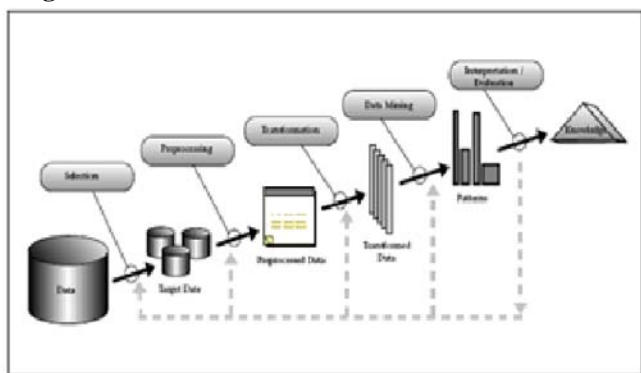 Interpretation /
Evaluation
Data Mining
Transformation
Preprocessing
Selection
Knowledge
Patterns
Transformed
Data
Preprocessed Data
Target Data
Data